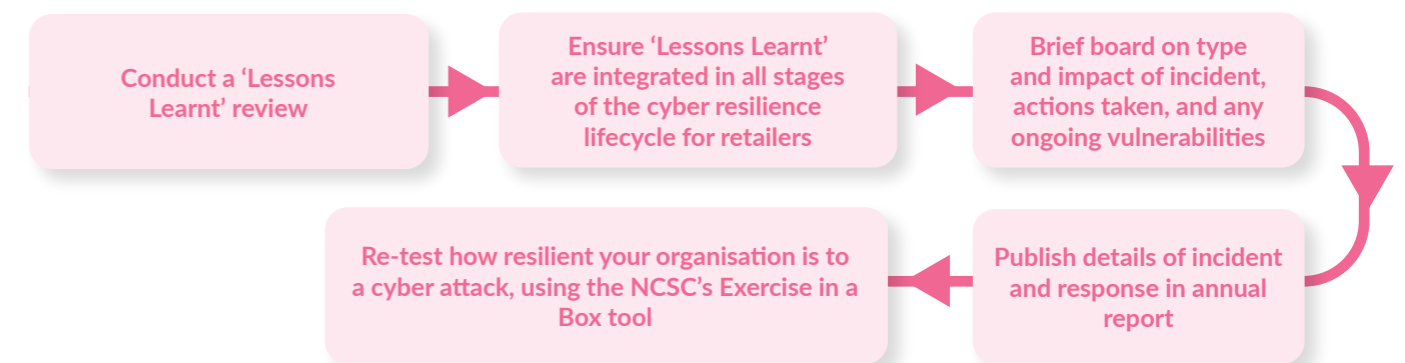 Conduct a ‘Lessons
Learnt’ review
Ensure ‘Lessons Learnt’
are integrated in all stages
of the cyber resilience
lifecycle for retailers
Brief board on type
and impact of incident,
actions taken, and any
ongoing vulnerabilities
Publish details of incident
and response in annual
report
Re-test how resilient your organisation is to
a cyber attack, using the NCSC’s Exercise in a
Box tool